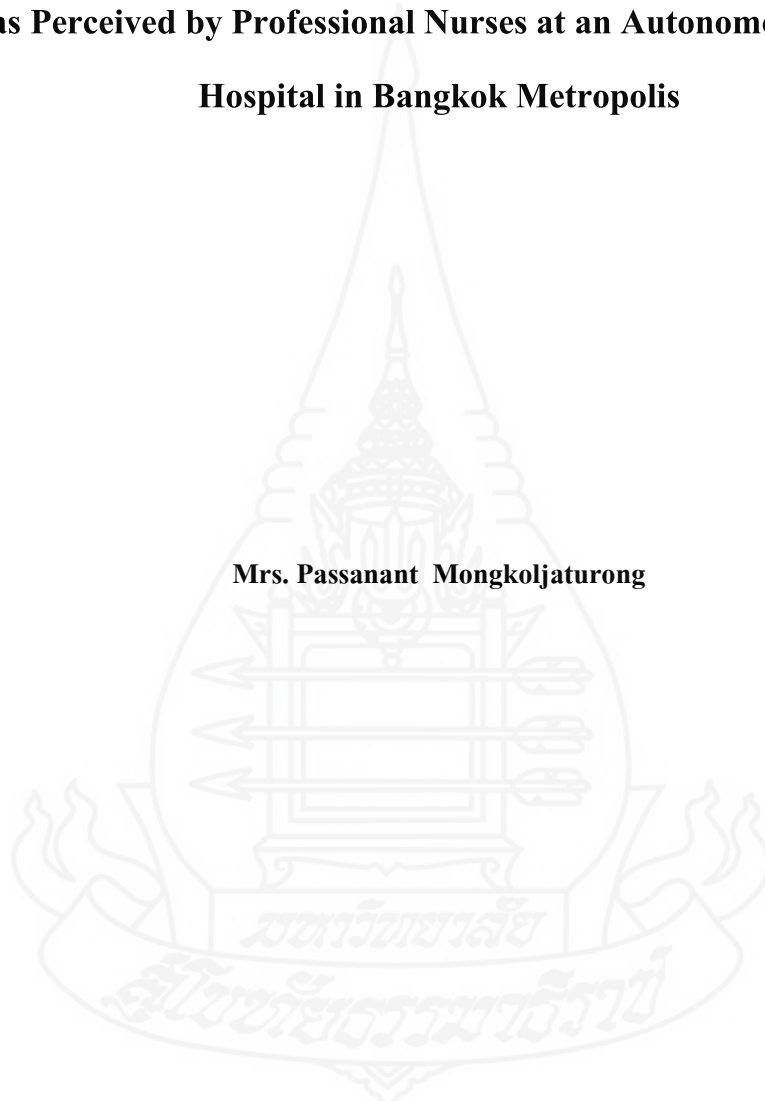 as Perceived by Professional Nurses at an Autonom
Hospital in Bangkok Metropolis
Mrs. Passanant Mongkoljaturong
มหาวิทยาลัย
สุโขทัยธรรมาธิราช